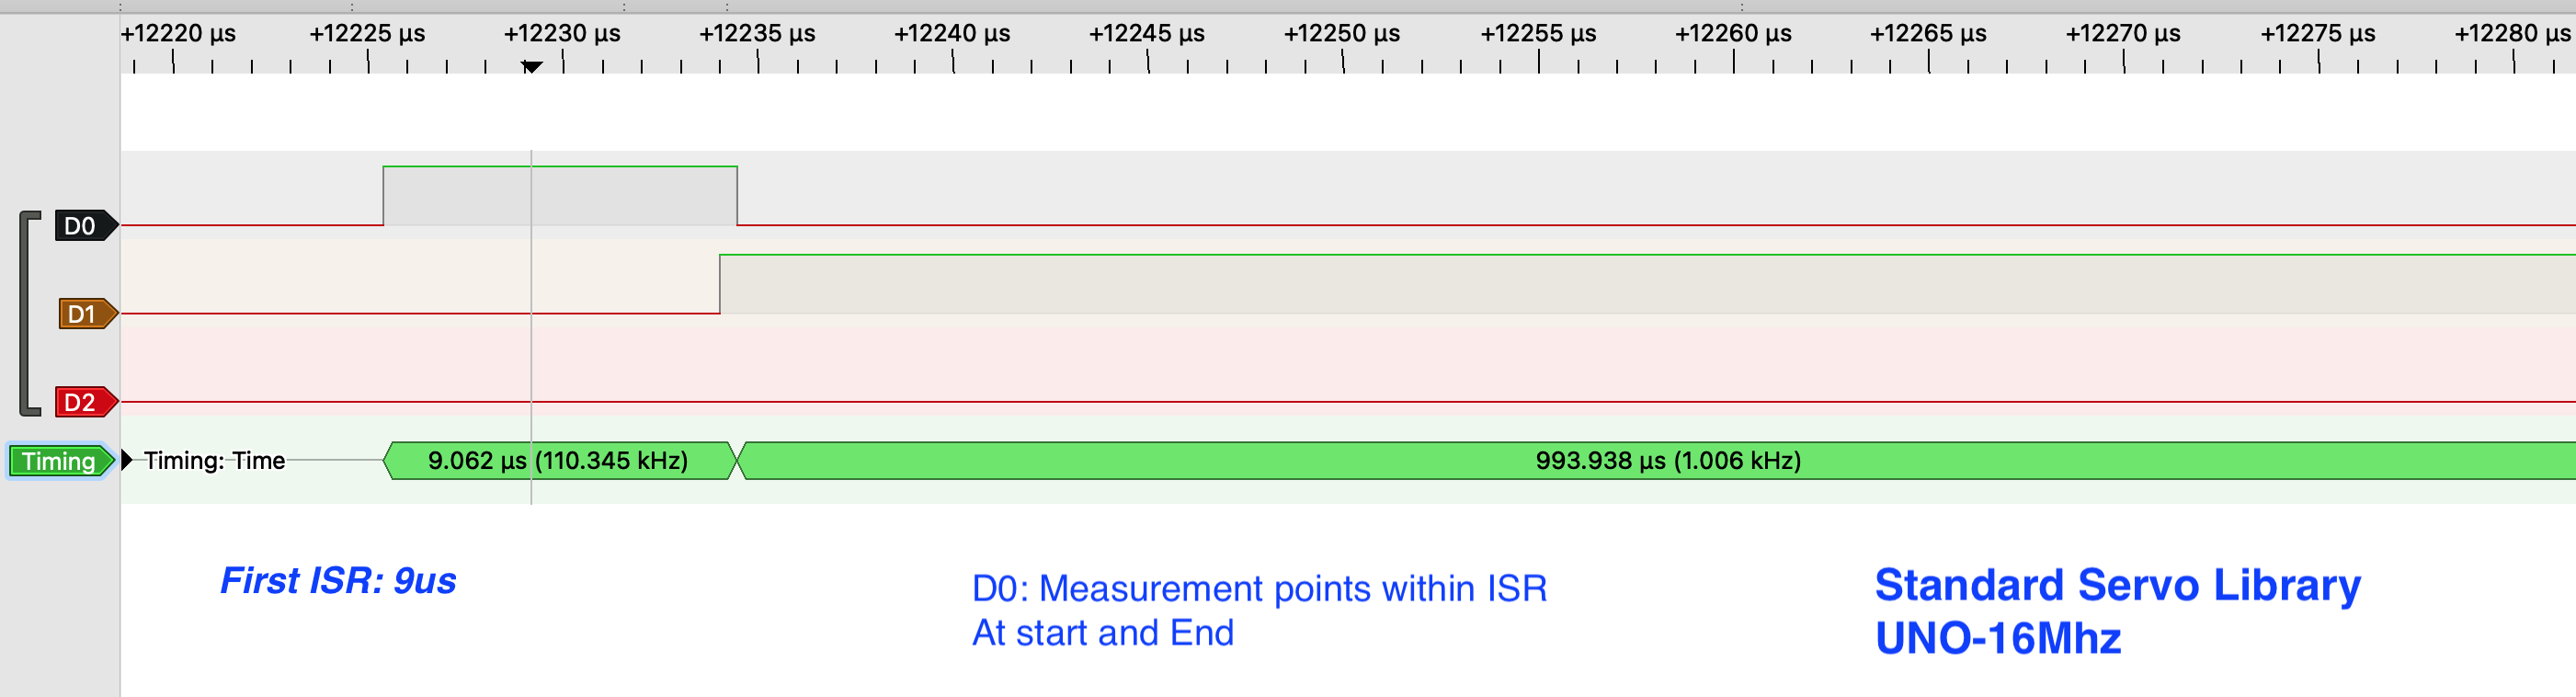 +12220 µs +12225 µs +12230 µs +12235 µs +12240 µs +12245 µs +12250 µs +12255 µs +12260 µs +12265 µs +12270 µs +12275 µs +12280 µs
D0
D1
D2
Timing Timing: Time 9.062 µs (110.345 kHz) 993.938 µs (1.006 kHz)
First ISR: 9us
D0: Measurement points within ISR
At start and End
Standard Servo Library
UNO-16Mhz